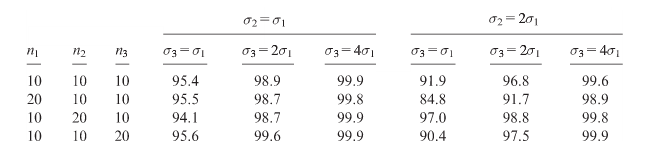 σ2 = σ1 σ2 = 2σ1
n1 n2 n3 σ3 = σ1 σ3 = 2σ1 σ3 = 4σ1 σ3 = σ1 σ3 = 2σ1 σ3 = 4σ1
10 10 10 95.4 98.9 99.9 91.9 96.8 99.6
20 10 10 95.5 98.7 99.8 84.8 91.7 98.9
10 20 10 94.1 98.7 99.9 97.0 98.8 99.8
10 10 20 95.6 99.6 99.9 90.4 97.5 99.9